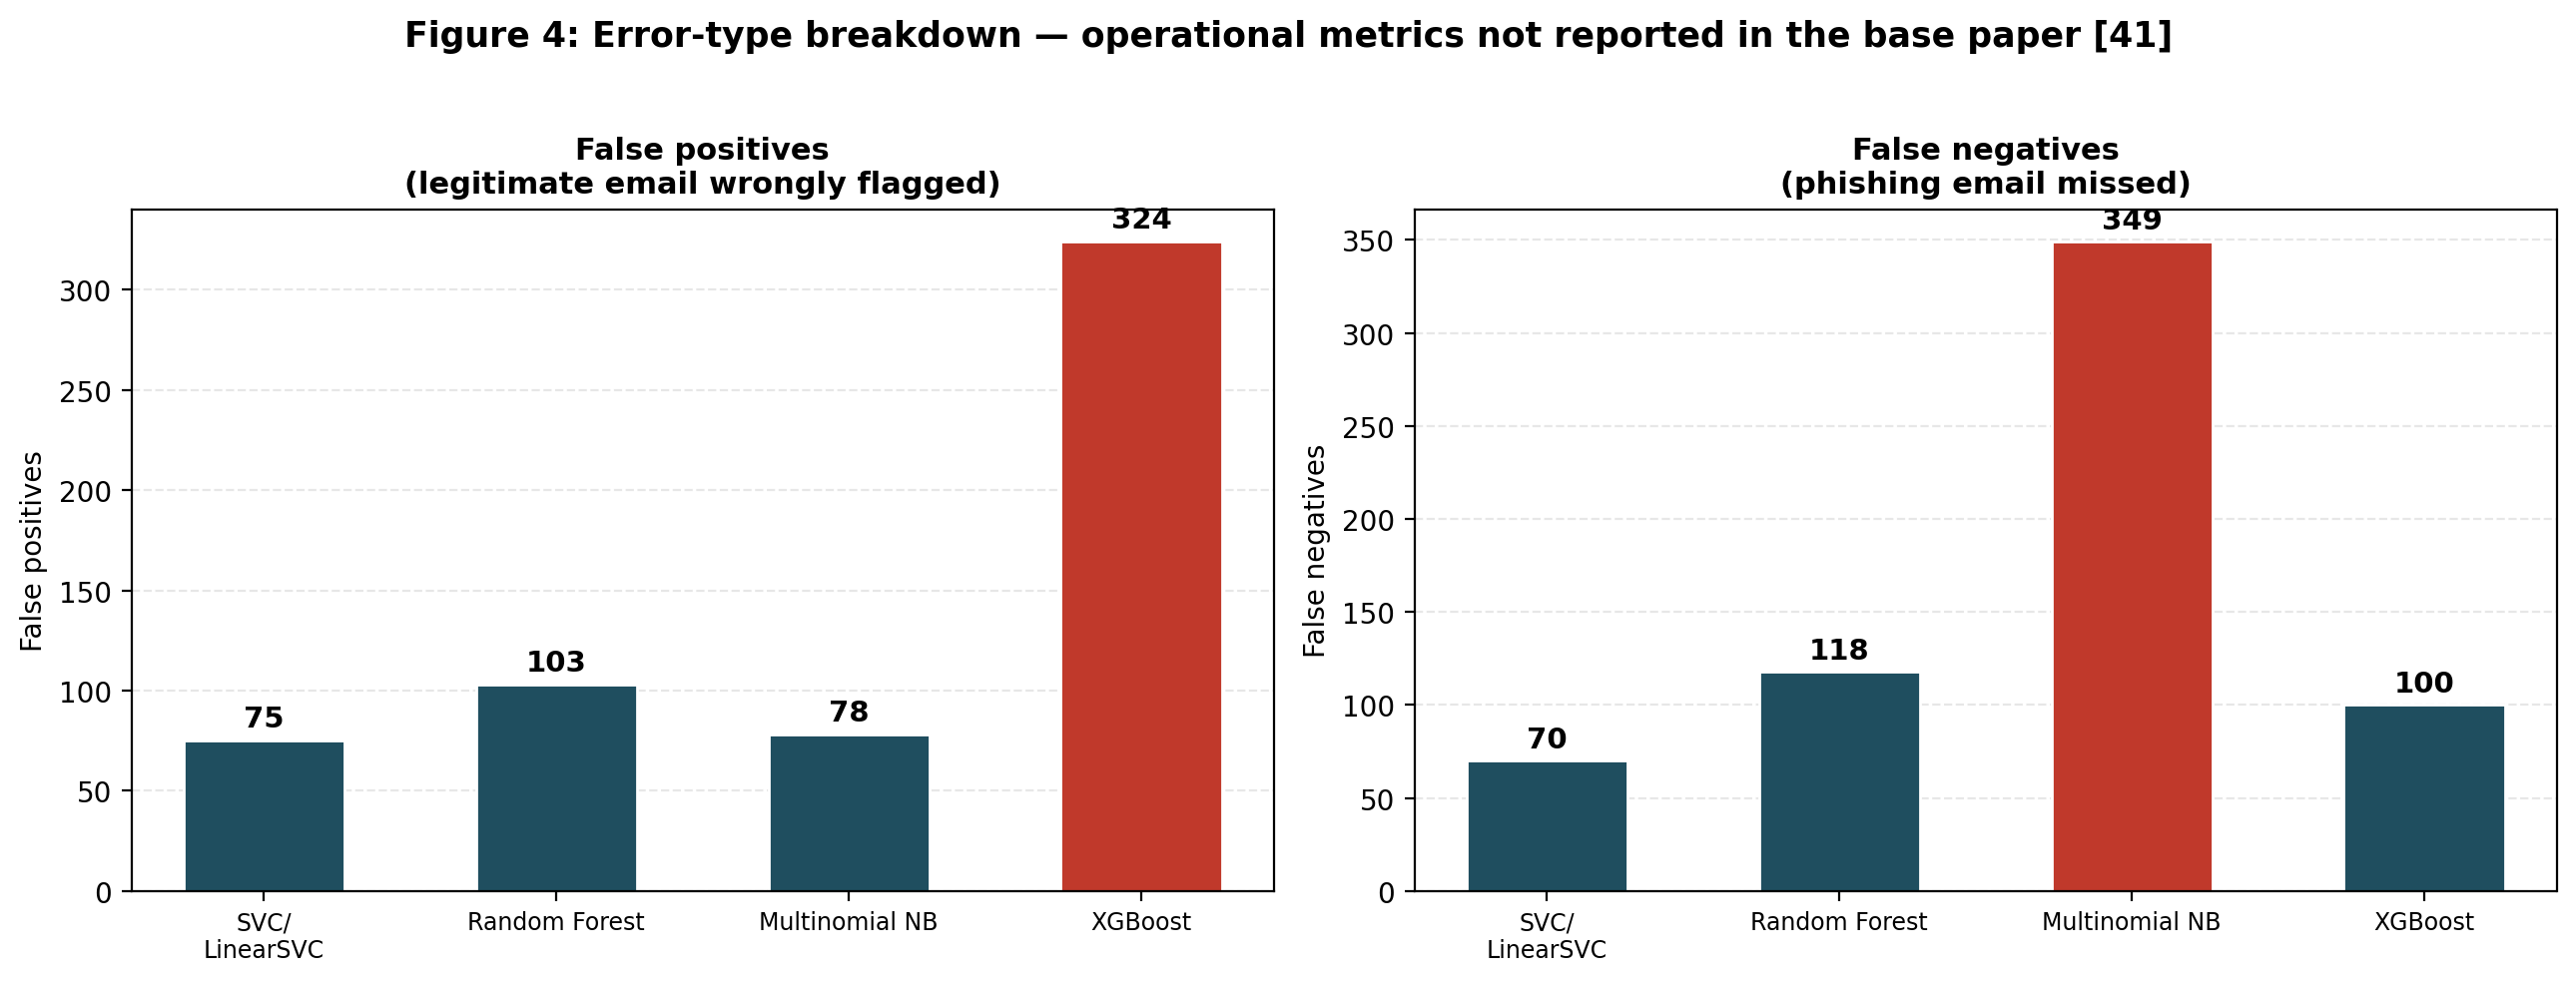 Figure 4: Error-type breakdown — operational metrics not reported in the base paper [41]
False positives
(legitimate email wrongly flagged)
False positives
300
250
200
150
100
50
0
75
103
78
324
SVC/
LinearSVC
Random Forest
Multinomial NB
XGBoost
False negatives
(phishing email missed)
False negatives
350
300
250
200
150
100
50
0
70
118
349
100
SVC/
LinearSVC
Random Forest
Multinomial NB
XGBoost